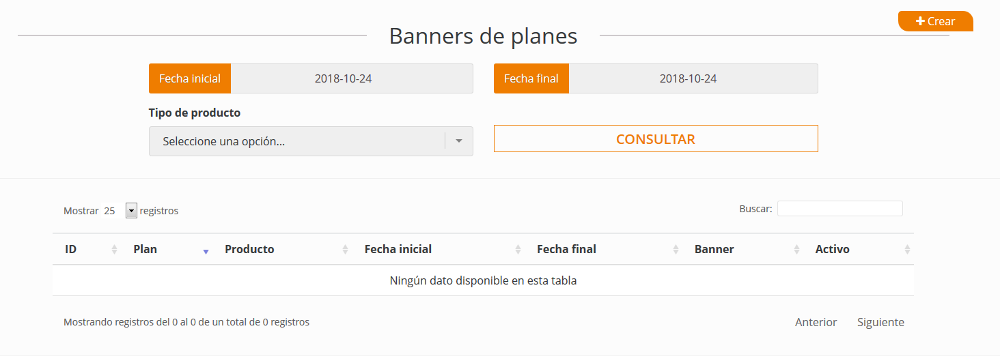 Crear
Banners de planes
Fecha inicial 2018-10-24 Fecha final 2018-10-24
Tipo de producto
Seleccione una opción... CONSULTAR
Mostrar 25 registros Buscar:
ID Plan Producto Fecha inicial Fecha final Banner Activo
Ningún dato disponible en esta tabla
Mostrando registros del 0 al 0 de un total de 0 registros Anterior Siguiente